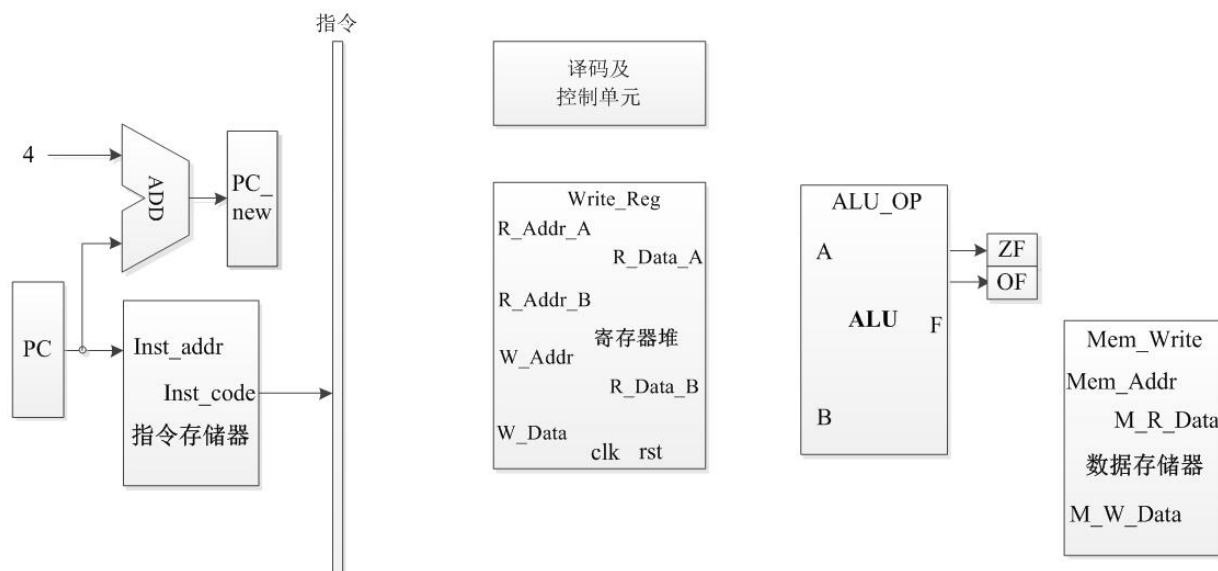 指令
译码及
控制单元
4
ADD
PC_
new
PC
Inst_addr
Inst_code
指令存储器
Write_Reg
R_Addr_A
R_Data_A
R_Addr_B
寄存器堆
W_Addr
R_Data_B
W_Data
clk rst
ALU_OP
A
ALU
F
B
ZF
OF
Mem_Write
Mem_Addr
M_R_Data
数据存储器
M_W_Data